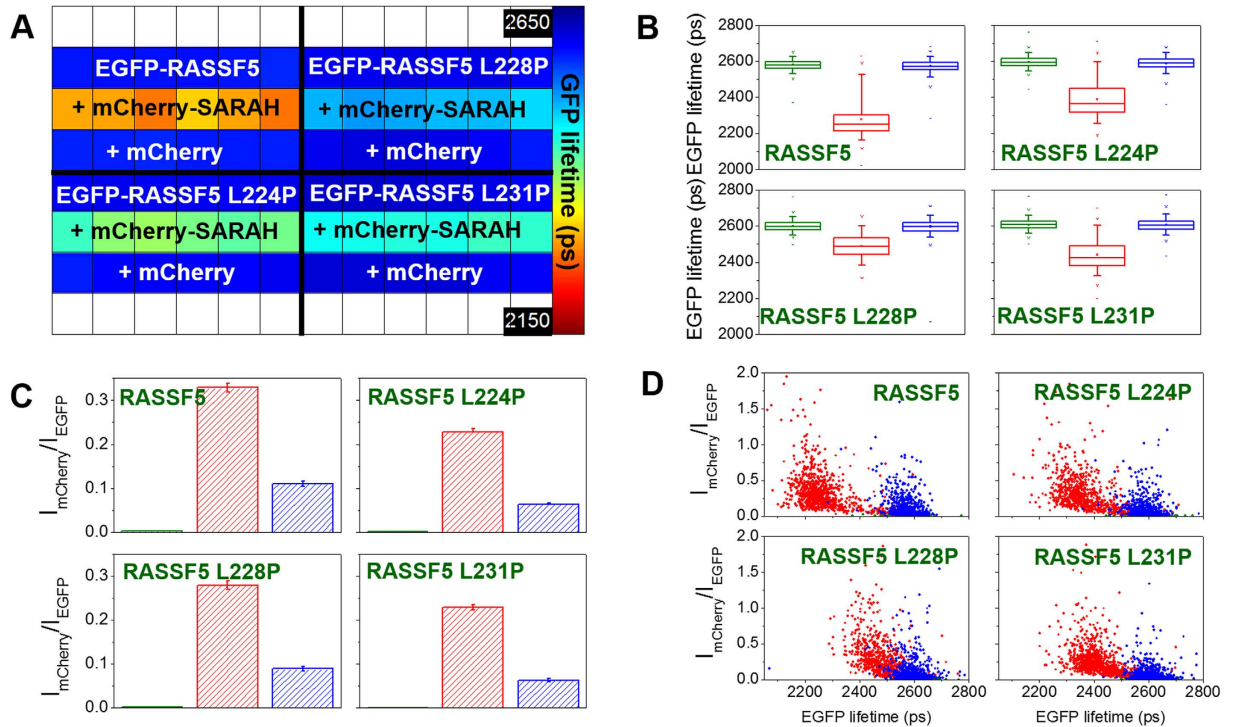 A
2650
EGFP-RASSF5
EGFP-RASSF5 L228P
+ mCherry-SARAH
+ mCherry-SARAH
+ mCherry
+ mCherry
EGFP-RASSF5 L224P
EGFP-RASSF5 L231P
+ mCherry-SARAH
+ mCherry-SARAH
+ mCherry
+ mCherry
2150
GFP lifetime (ps)
B
EGFP lifetime (ps)
EGFP lifetime (ps)
2800
2600
2400
2200
2000
RASSF5
RASSF5 L224P
2800
2600
2400
2200
2000
RASSF5 L228P
RASSF5 L231P
C
ImCherry/IEGFP
0.3
0.2
0.1
0.0
RASSF5
RASSF5 L224P
ImCherry/IEGFP
0.3
0.2
0.1
0.0
RASSF5 L228P
RASSF5 L231P
D
ImCherry/IEGFP
2.0
1.5
1.0
0.5
0.0
RASSF5
RASSF5 L224P
ImCherry/IEGFP
2.0
1.5
1.0
0.5
0.0
RASSF5 L228P
RASSF5 L231P
2200 2400 2600 2800
2200 2400 2600 2800
EGFP lifetime (ps)
EGFP lifetime (ps)